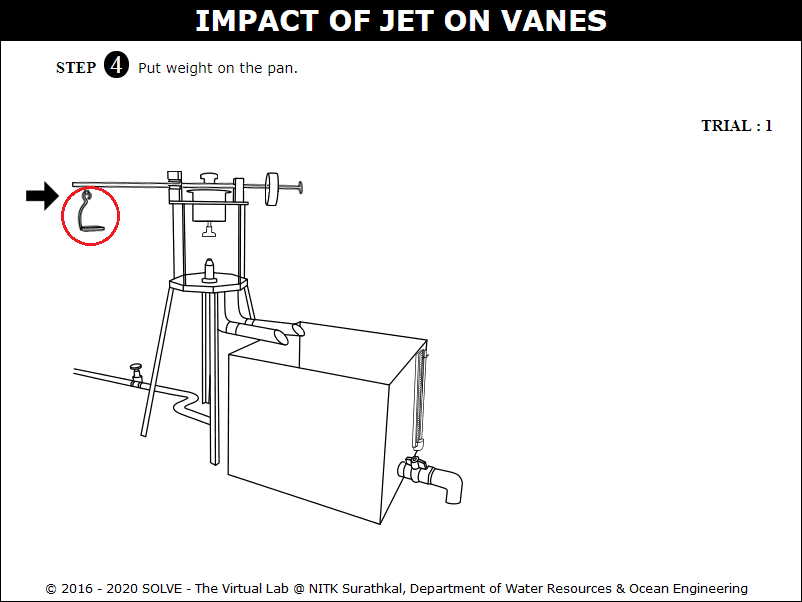 IMPACT OF JET ON VANES
STEP 4 Put weight on the pan.
TRIAL : 1
© 2016 - 2020 SOLVE - The Virtual Lab @ NITK Surathkal, Department of Water Resources & Ocean Engineering